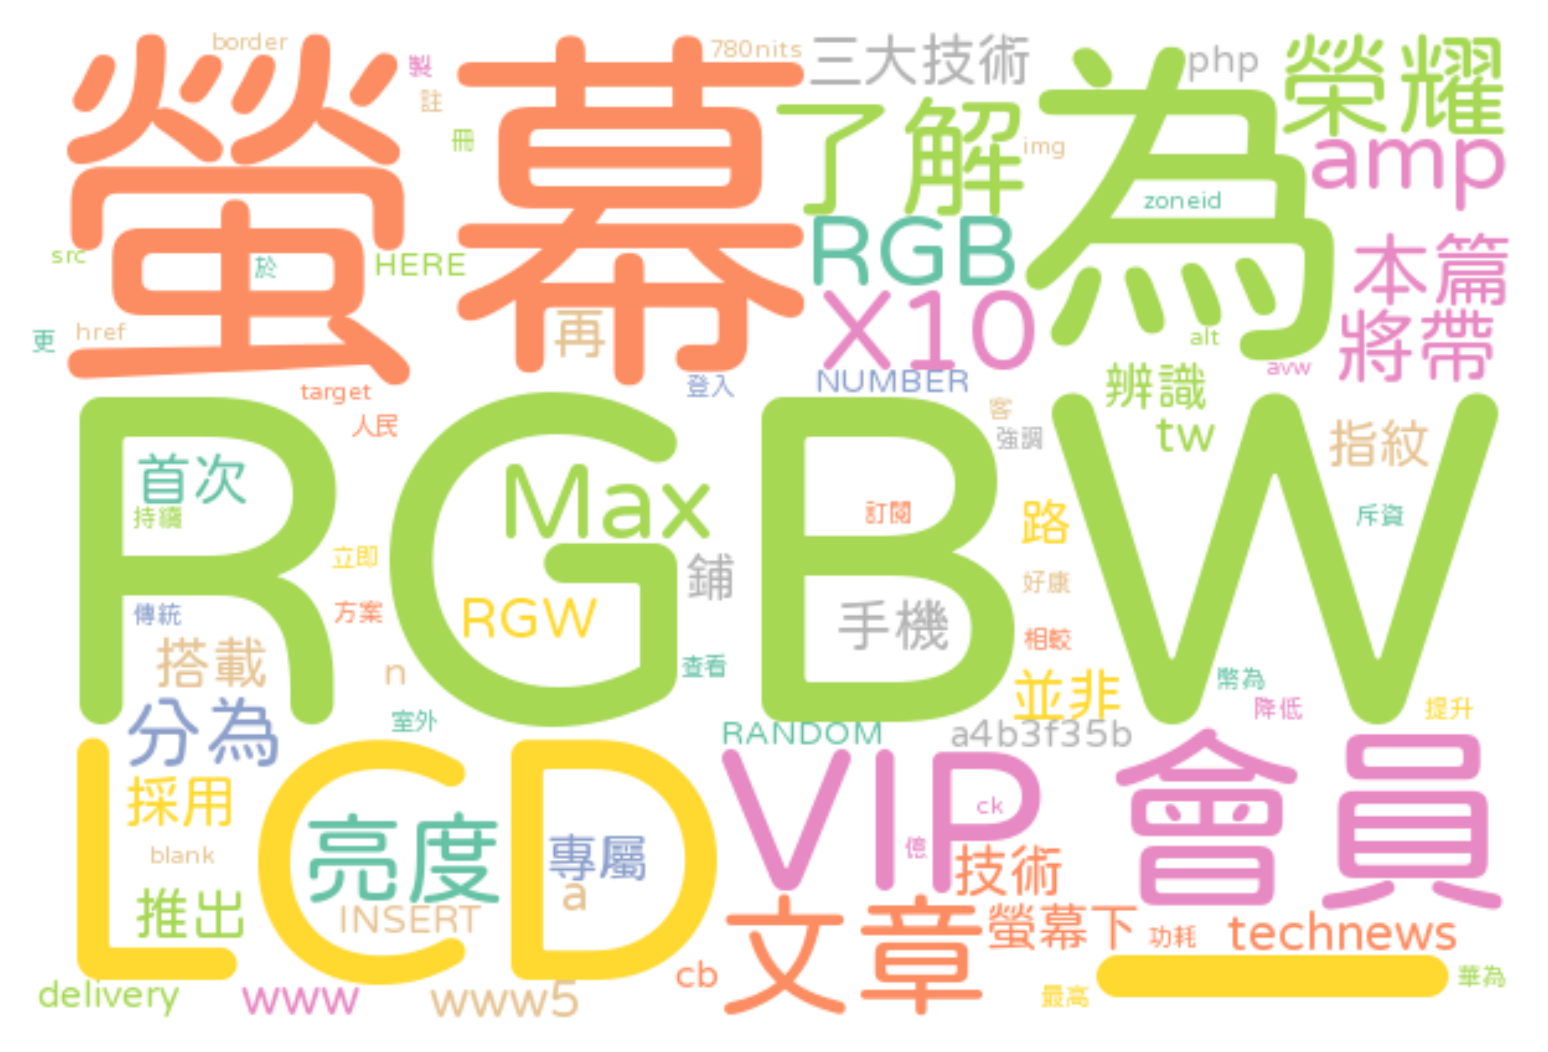 border
螢幕
780nits
三大技術
為
php
榮耀
製
註
冊
了解
img
amp
zoneid
src
於
HERE
RGB
本篇
更
href
再
X10
alt
將帶
target
登入
NUMBER
avw
人民
客
辨識
強調
tw
指紋
RGBW
首次
Max
持續
訂閱
路
斥資
立即
鋪
好康
傳統
方案
RGW
手機
相較
搭載
n
查看
並非
幣為
室外
降低
提升
分為
RANDOM
a4b3f35b
LCD
VIP
會員
採用
亮度
ck
blank
專屬
億
技術
推出
INSERT
a
文章
螢幕下
功耗
technews
cb
一
delivery
www
www5
最高
華為